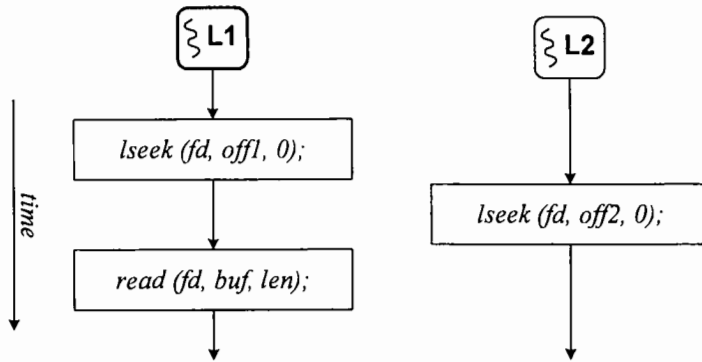 L1
L2
lseek (fd, off1, 0);
lseek (fd, off2, 0);
time
read (fd, buf, len);